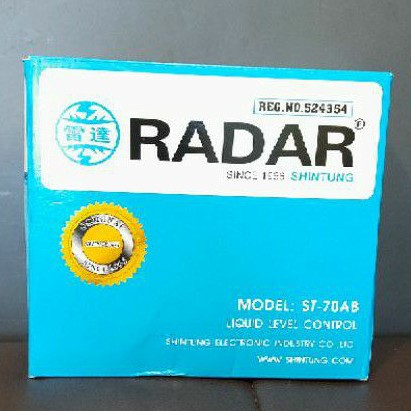 REG.NO.524354
雷達
RADAR®
SINCE SHINTUNG
ORIGINAL
MODEL: ST-70AB
LIQUID LEVEL CONTROL
SHINTUNG ELECTRONIC INDUSTRY CO.,LTD
WWW.SHINTUNG.COM